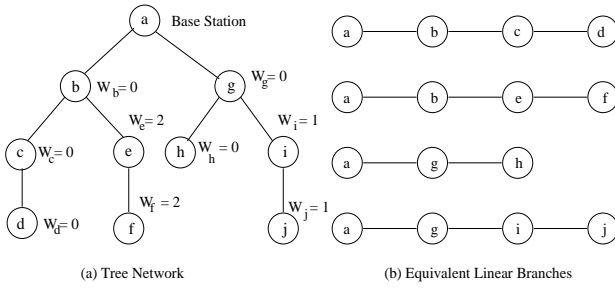 a Base Station
b W_b = 0
g W_g = 0
c W_c = 0
e W_e = 2
h W_h = 0
i W_i = 1
d W_d = 0
f W_f = 2
j W_j = 1
(a) Tree Network
a b c d
a b e f
a g h
a g i j
(b) Equivalent Linear Branches